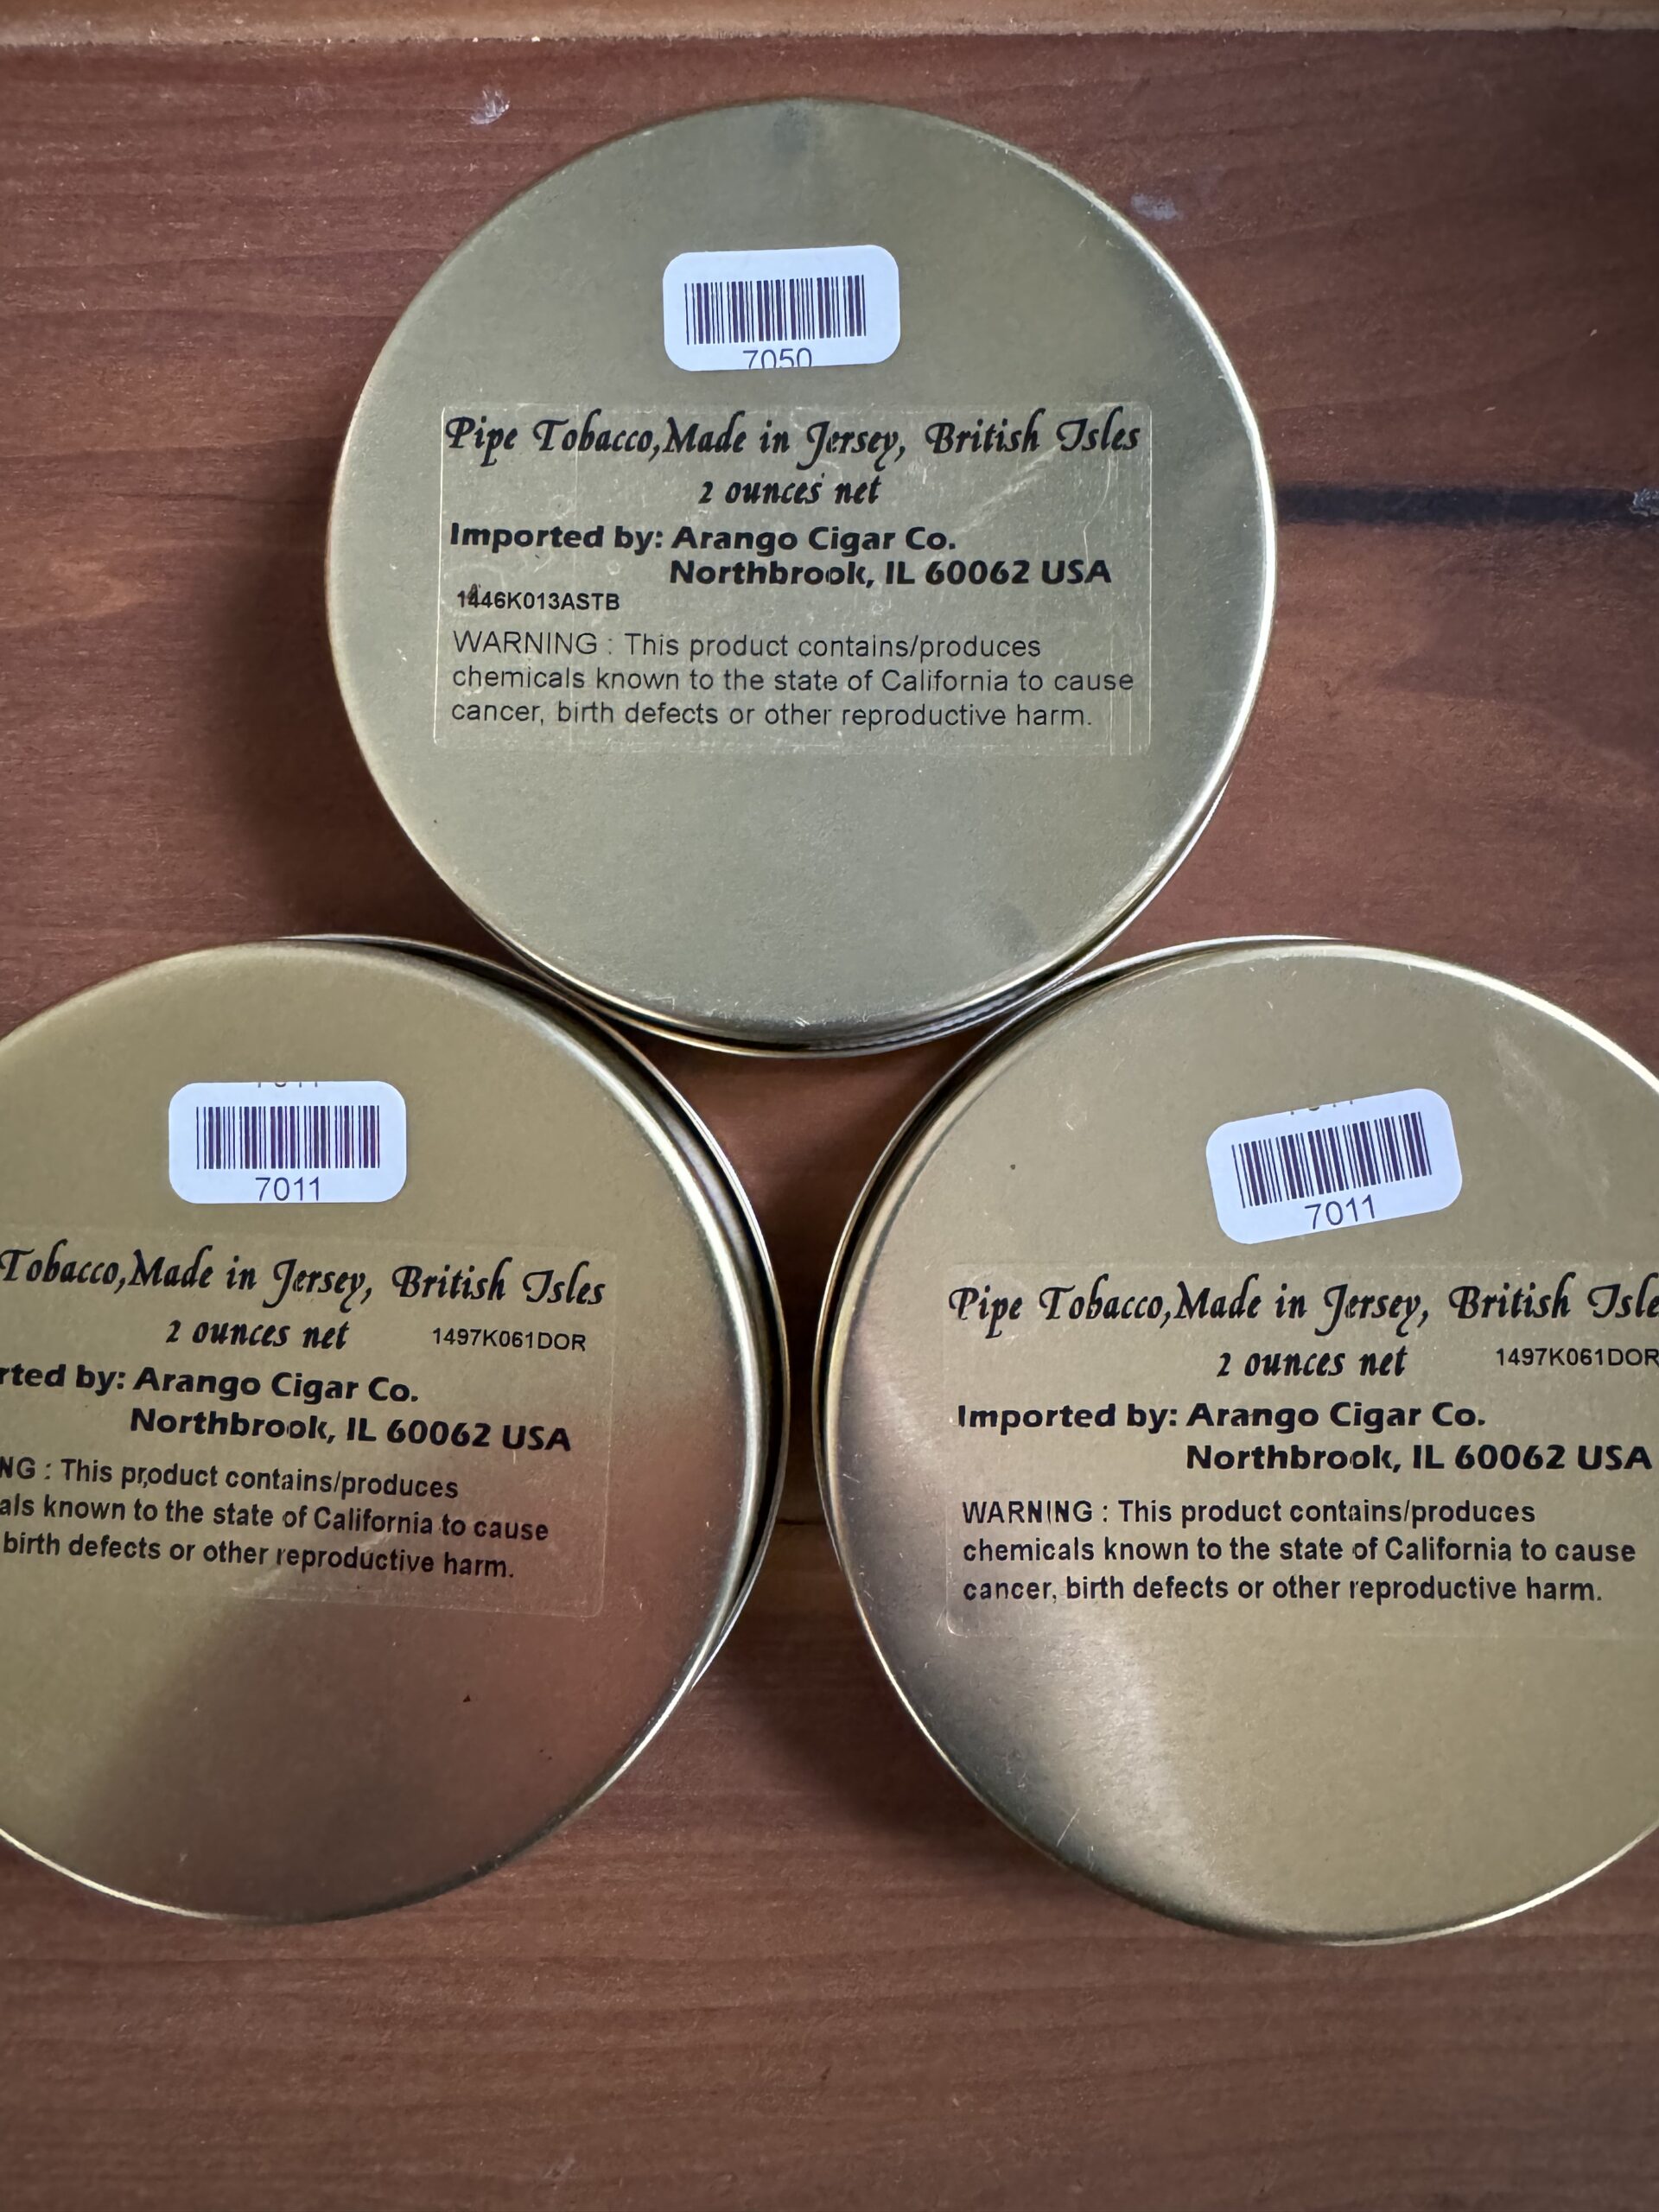 7050
Pipe Tobacco,Made in Jersey, British Isles
2 ounces net
Imported by: Arango Cigar Co.
Northbrook, IL 60062 USA
1446K013ASTB
WARNING : This product contains/produces
chemicals known to the state of California to cause
cancer, birth defects or other reproductive harm.
7011
Tobacco,Made in Jersey, British Isles
2 ounces net 1497K061DOR
rted by: Arango Cigar Co.
Northbrook, IL 60062 USA
NG : This product contains/produces
als known to the state of California to cause
birth defects or other reproductive harm.
7011
Pipe Tobacco,Made in Jersey, British Isle
2 ounces net 1497K061DOR
Imported by: Arango Cigar Co.
Northbrook, IL 60062 USA
WARNING : This product contains/produces
chemicals known to the state of California to cause
cancer, birth defects or other reproductive harm.